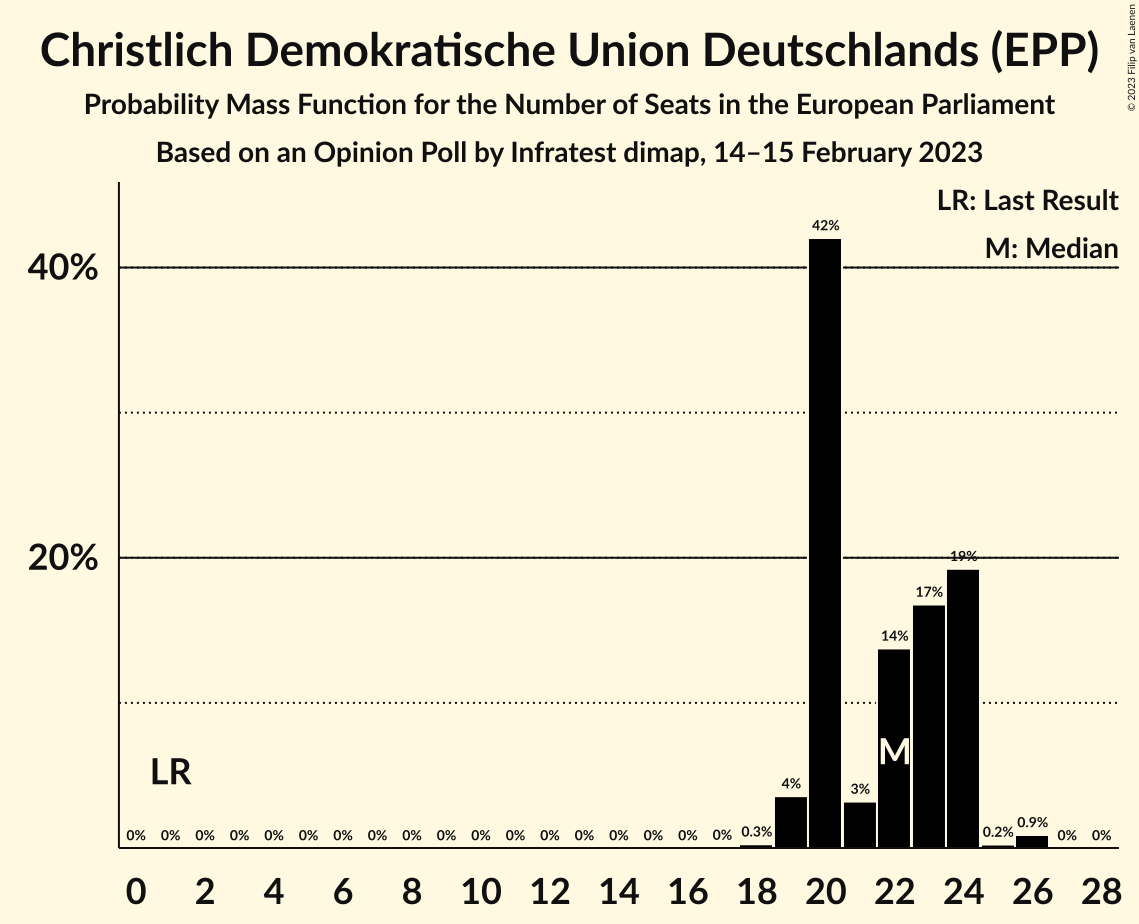 Christlich Demokratische Union Deutschlands (EPP)
Probability Mass Function for the Number of Seats in the European Parliament
Based on an Opinion Poll by Infratest dimap, 14–15 February 2023
© 2023 Filip van Laenen
LR: Last Result
M: Median
42%
40%
20%
19%
17%
14%
M
LR
4%
3%
0% 0% 0% 0% 0% 0% 0% 0% 0% 0% 0% 0% 0% 0% 0% 0% 0% 0% 0.3% 0.2% 0.9% 0% 0%
0 2 4 6 8 10 12 14 16 18 20 22 24 26 28